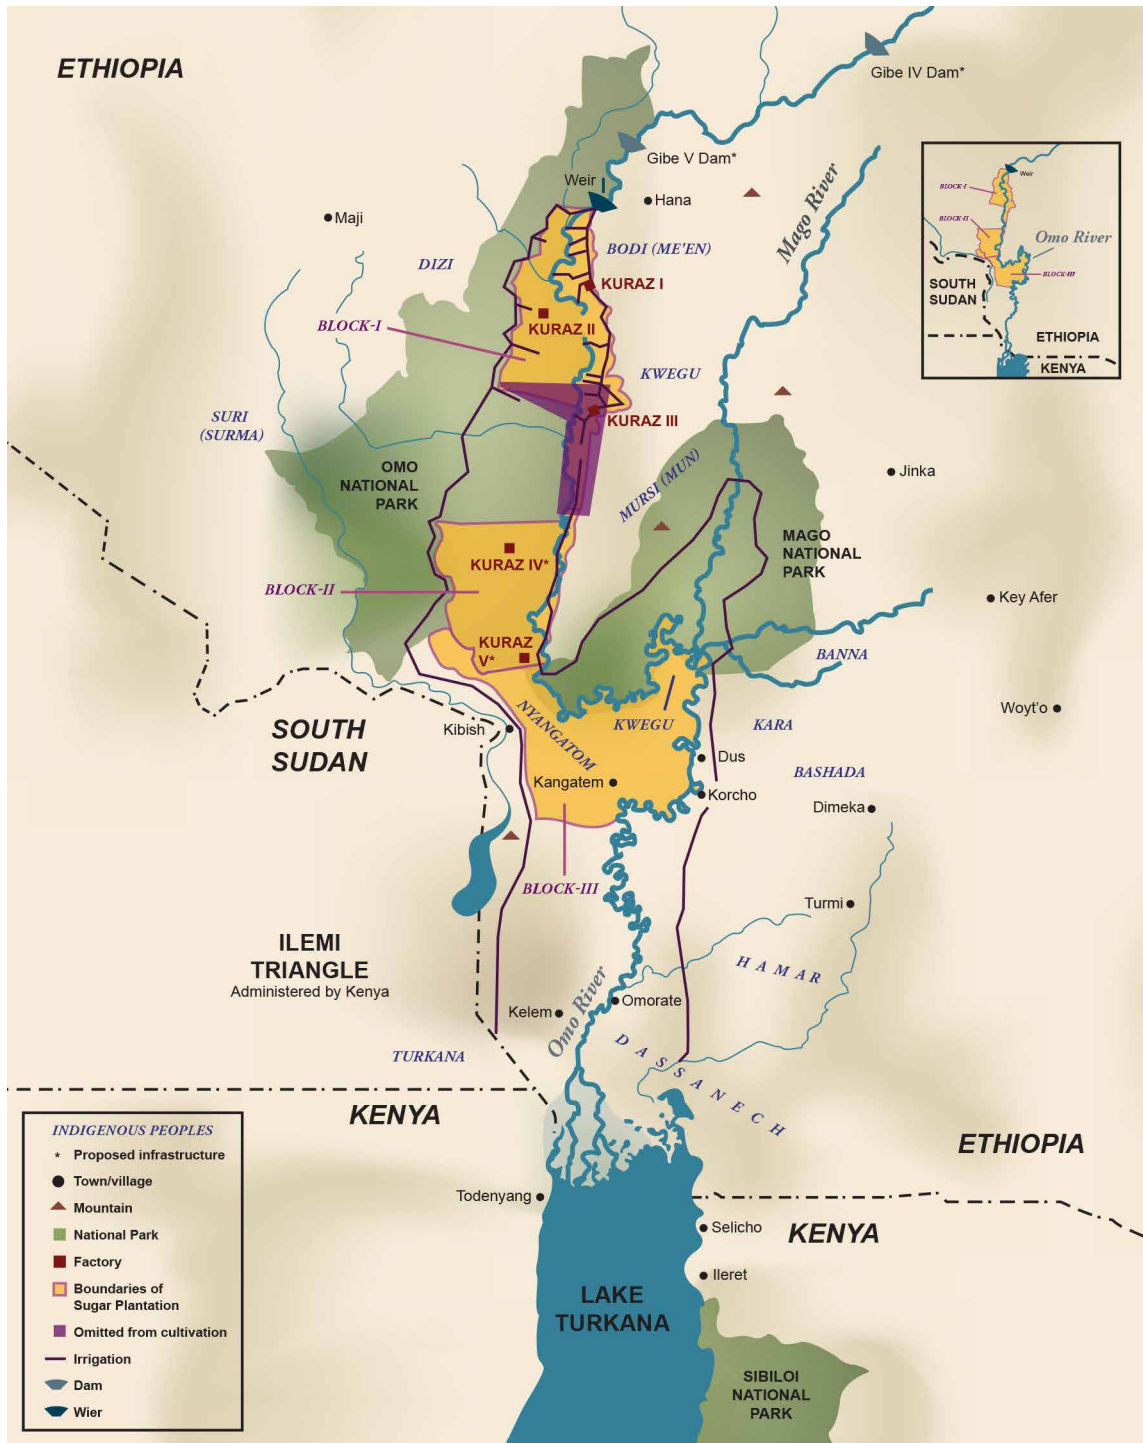 ETHIOPIA
Gibe IV Dam*
Gibe V Dam*
Weir
Hana
Mago River
Maji
BODI (ME'EN)
DIZI
KURAZ I
BLOCK-I
KURAZ II
KWEGU
SURI
(SURMA)
KURAZ III
OMO
NATIONAL
PARK
MURSI (MUN)
Jinka
MAGO
NATIONAL
PARK
KURAZ IV*
BLOCK-II
Key Afer
KURAZ
V*
BANNA
SOUTH
SUDAN
Kibish
NYANGATOM
KWEGU
KARA
Woyt'o
Dus
Kangatem
BASHADA
Korcho
Dimeka
BLOCK-III
Turmi
ILEMI
TRIANGLE
Administered by Kenya
HAMAR
Omo River
Kelem
Omorate
TURKANA
DASSANECH
KENYA
ETHIOPIA
Todenyang
Selicho
KENYA
Ileret
LAKE
TURKANA
SIBILOI
NATIONAL
PARK
Weir
BLOCK-I
BLOCK-II
Omo River
BLOCK-III
SOUTH
SUDAN
ETHIOPIA
KENYA
INDIGENOUS PEOPLES
* Proposed infrastructure
Town/village
Mountain
National Park
Factory
Boundaries of
Sugar Plantation
Omitted from cultivation
Irrigation
Dam
Wier